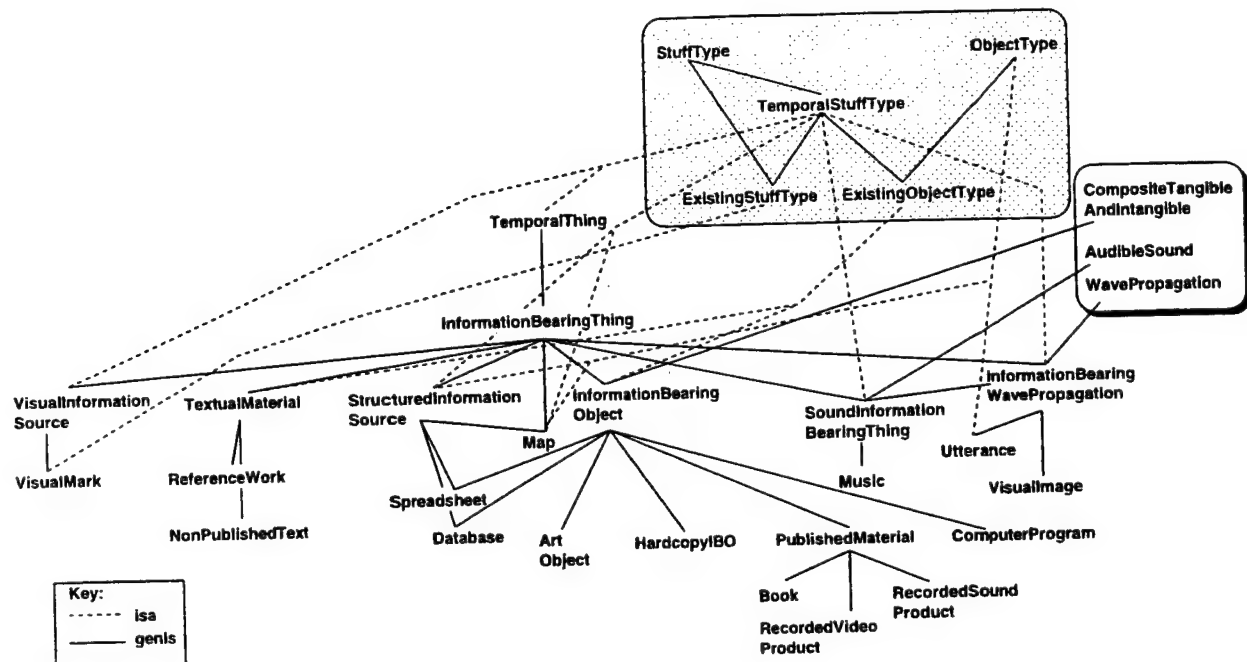 StuffType
ObjectType
TemporalStuffType
ExistingStuffType
ExistingObjectType
CompositeTangible
AndIntangible
AudibleSound
WavePropagation
TemporalThing
InformationBearingThing
VisualInformation
Source
TextualMaterial
StructuredInformation
Source
InformationBearing
Object
Map
SoundInformation
BearingThing
InformationBearing
WavePropagation
Utterance
VisualMark
ReferenceWork
Spreadsheet
Music
VisualImage
NonPublishedText
Database
Art
Object
HardcopyIBO
PublishedMaterial
ComputerProgram
Book
RecordedVideo
Product
RecordedSound
Product
Key:
isa
genls